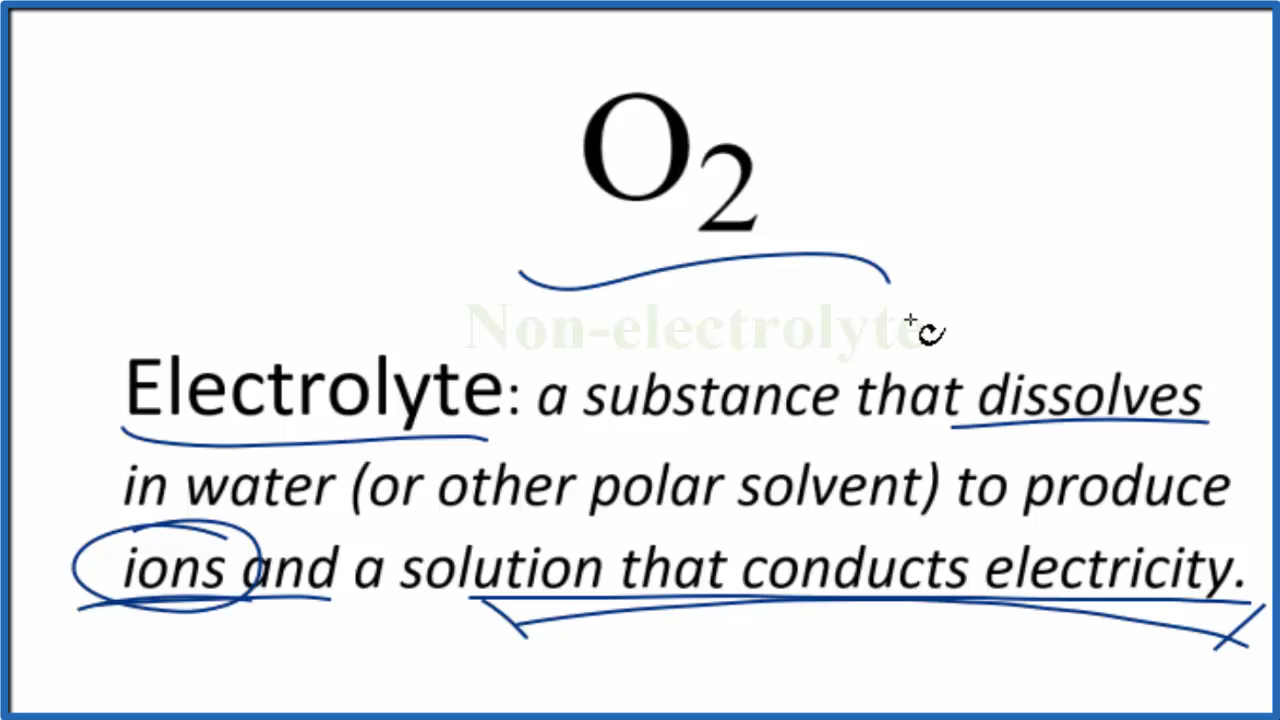 O₂
Non-electrolyte
Electrolyte: a substance that dissolves
in water (or other polar solvent) to produce
ions and a solution that conducts electricity.